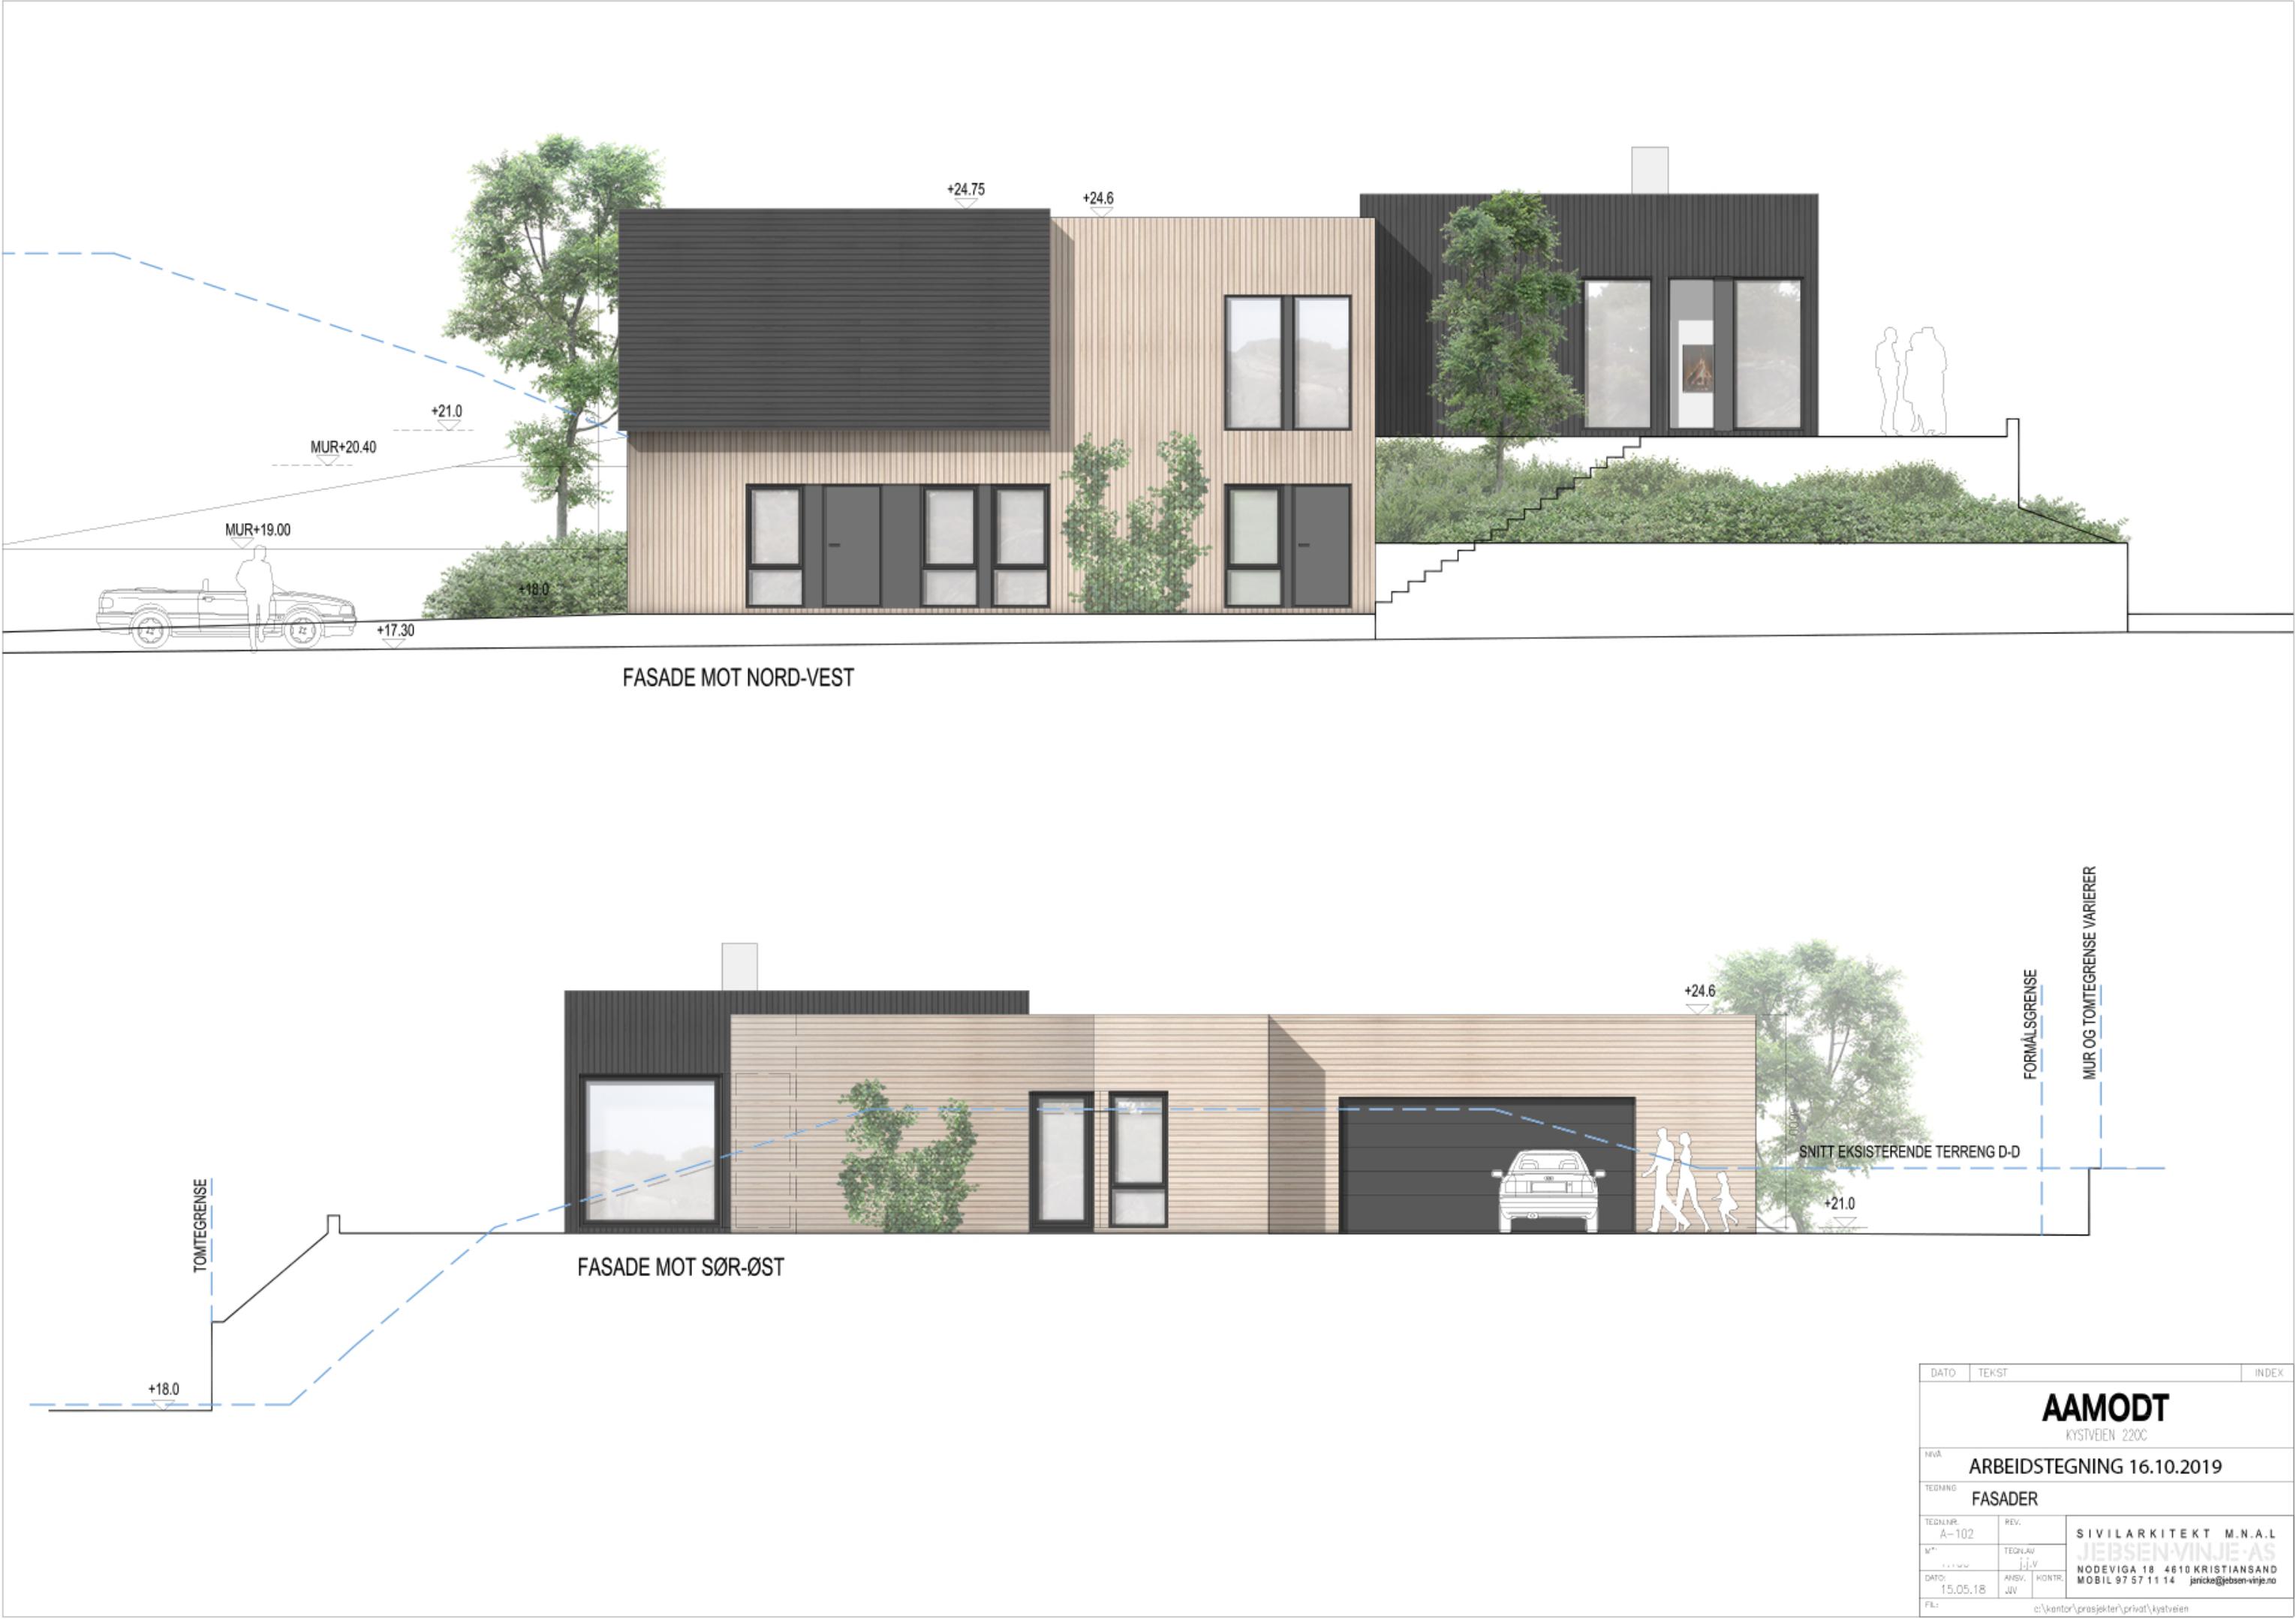 +24.75
+24.6
+21.0
MUR+20.40
MUR+19.00
+18.0
+17.30
FASADE MOT NORD-VEST
MUR OG TOMTEGRENSE VARIERER
FORMÅLSGRENSE
+24.6
SNITT EKSISTERENDE TERRENG D-D
+21.0
TOMTEGRENSE
FASADE MOT SØR-ØST
+18.0
DATO TEKST INDEX
AAMODT
KYSTVEIEN 220C
NIVÅ
ARBEIDSTEGNING 16.10.2019
TEGNING
FASADER
TEGN.NR. REV.
A-102
SIVILARKITEKT M.N.A.L
JEBSEN·VINJE·AS
NODEVIGA 18 4610 KRISTIANSAND
MOBIL 97 57 11 14 janicke@jebsen-vinje.no
TEGN.AV
j.j.v
DATO: ANSV. KONTR.
15.05.18 JJV
FIL: c:\kontor\prosjekter\privat\kystveien